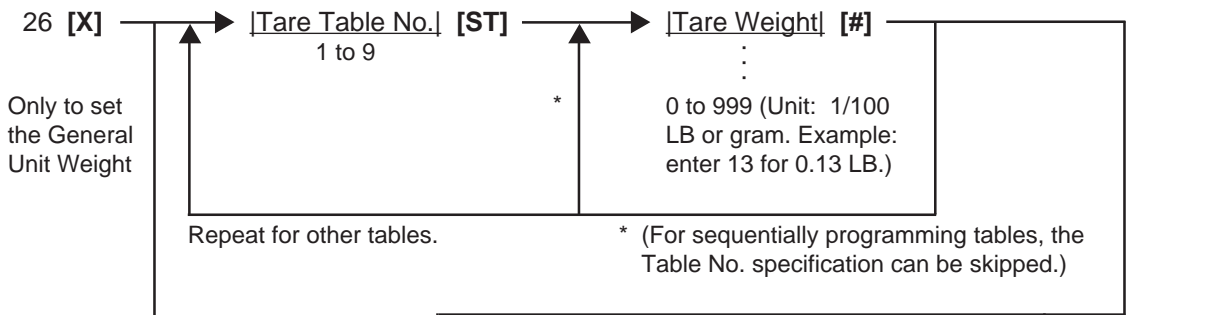 26 [X] |Tare Table No.| [ST] |Tare Weight| [#]
1 to 9
Only to set
the General
Unit Weight
*
0 to 999 (Unit: 1/100
LB or gram. Example:
enter 13 for 0.13 LB.)
Repeat for other tables.
* (For sequentially programming tables, the
Table No. specification can be skipped.)